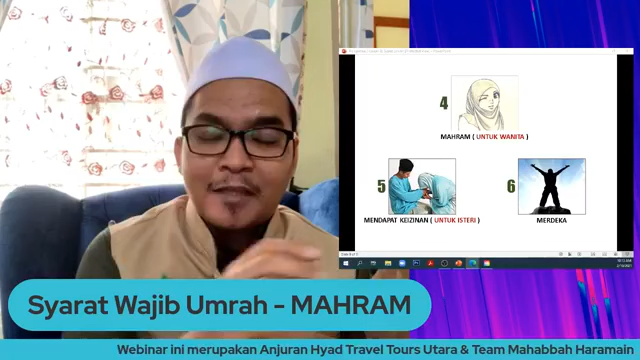 4
MAHRAM ( UNTUK WANITA )
5
6
MENDAPAT KEIZINAN ( UNTUK ISTERI )
MERDEKA
Syarat Wajib Umrah - MAHRAM
Webinar ini merupakan Anjuran Hyad Travel Tours Utara & Team Mahabbah Haramain